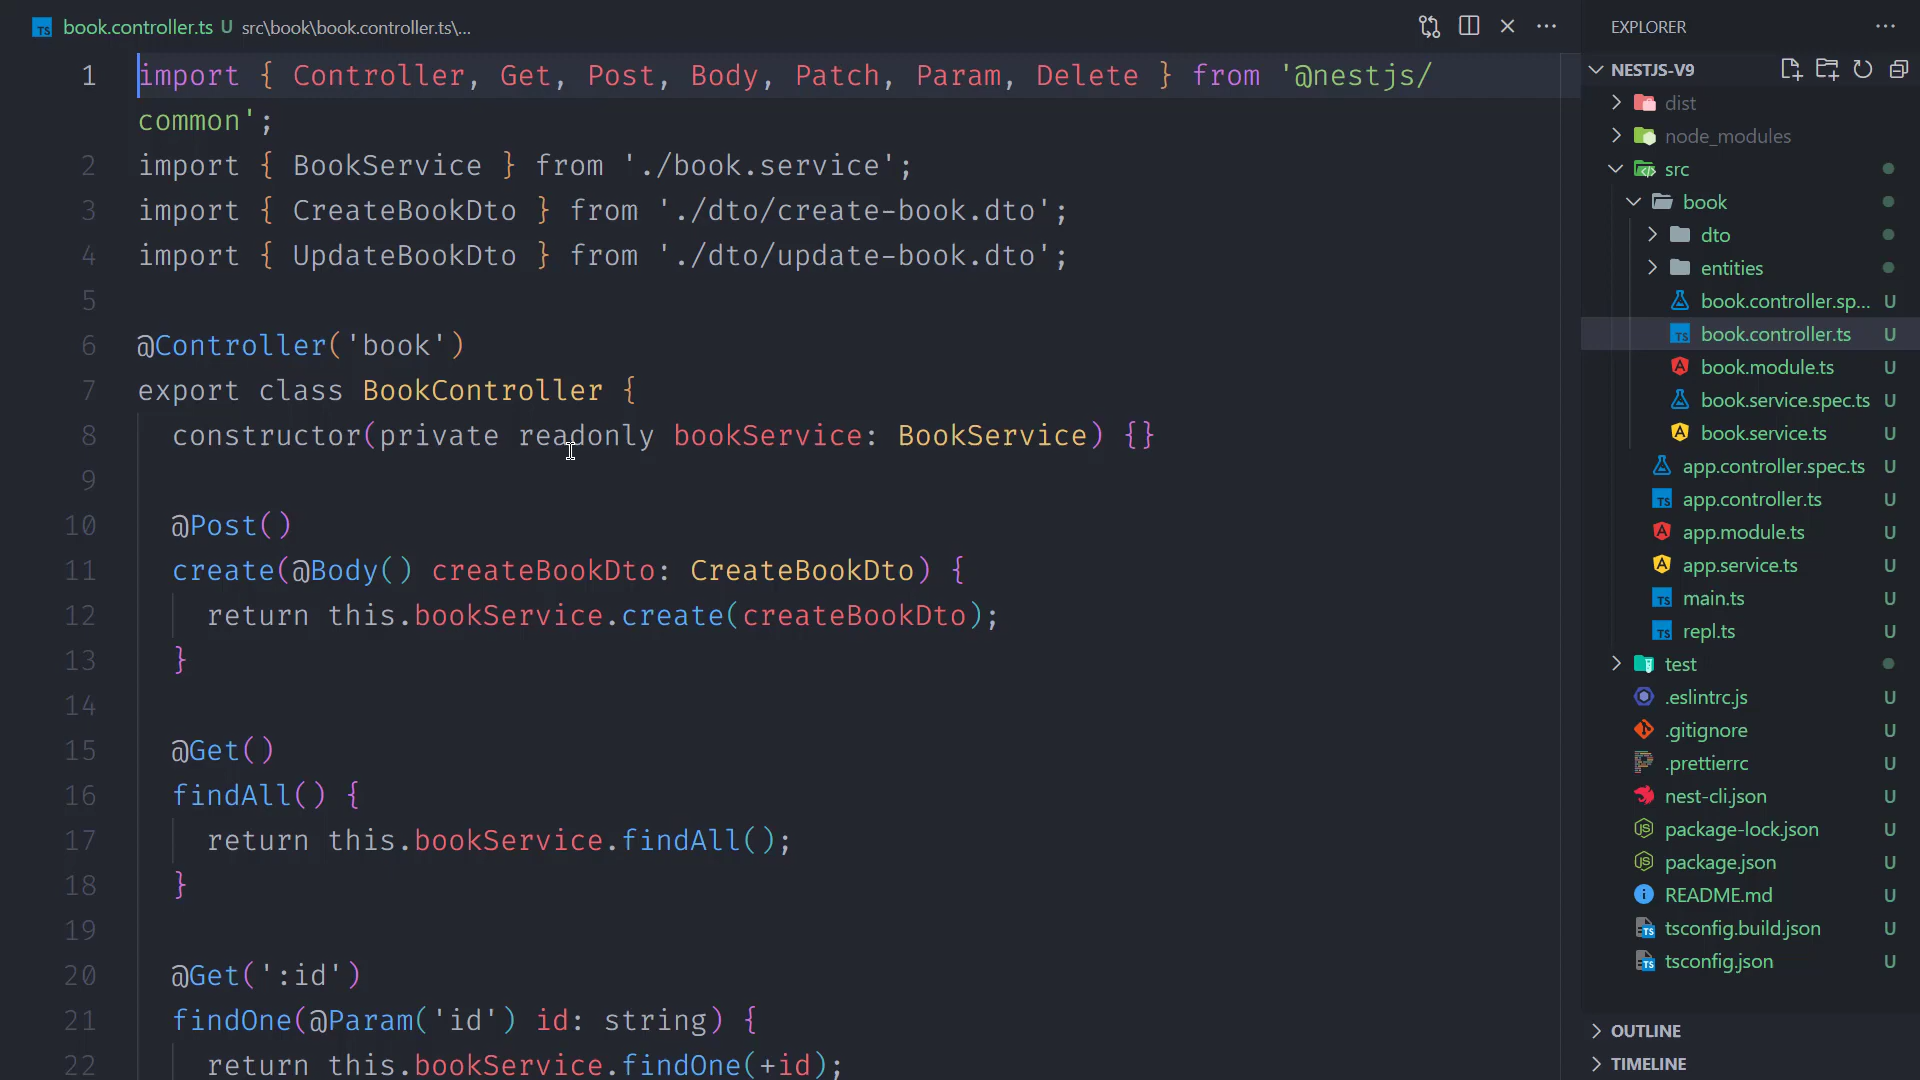 book.controller.ts U src\book\book.controller.ts\...
1 import { Controller, Get, Post, Body, Patch, Param, Delete } from '@nestjs/
common';
2 import { BookService } from './book.service';
3 import { CreateBookDto } from './dto/create-book.dto';
4 import { UpdateBookDto } from './dto/update-book.dto';
5
6 @Controller('book')
7 export class BookController {
8 constructor(private readonly bookService: BookService) {}
9
10 @Post()
11 create(@Body() createBookDto: CreateBookDto) {
12 return this.bookService.create(createBookDto);
13 }
14
15 @Get()
16 findAll() {
17 return this.bookService.findAll();
18 }
19
20 @Get(':id')
21 findOne(@Param('id') id: string) {
22 return this.bookService.findOne(+id);
EXPLORER
NESTJS-V9
dist
node_modules
src
book
dto
entities
book.controller.sp... U
book.controller.ts U
book.module.ts U
book.service.spec.ts U
book.service.ts U
app.controller.spec.ts U
app.controller.ts U
app.module.ts U
app.service.ts U
main.ts U
repl.ts U
test
.eslintrc.js U
.gitignore U
.prettierrc U
nest-cli.json U
package-lock.json U
package.json U
README.md U
tsconfig.build.json U
tsconfig.json U
OUTLINE
TIMELINE